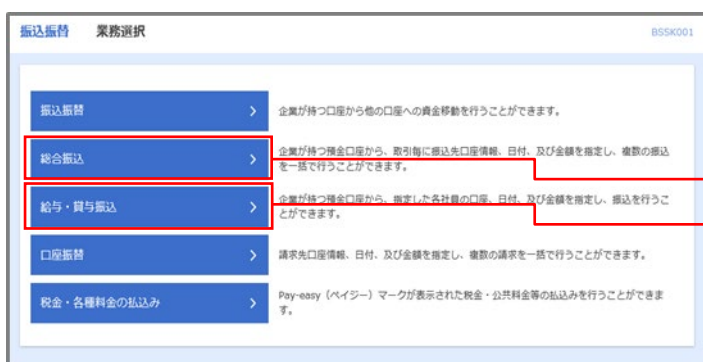 振込振替 業務選択 BSSK001
振込振替 企業が持つ口座から他の口座への資金移動を行うことができます。
総合振込 企業が持つ預金口座から、取引毎に振込先口座情報、日付、及び金額を指定し、複数の振込
を一括で行うことができます。
給与・賞与振込 企業が持つ預金口座から、指定した各社員の口座、日付、及び金額を指定し、振込を行うこ
とができます。
口座振替 請求先口座情報、日付、及び金額を指定し、複数の請求を一括で行うことができます。
税金・各種料金の払込み Pay-easy（ペイジー）マークが表示された税金・公共料金等の払込みを行うことができま
す。